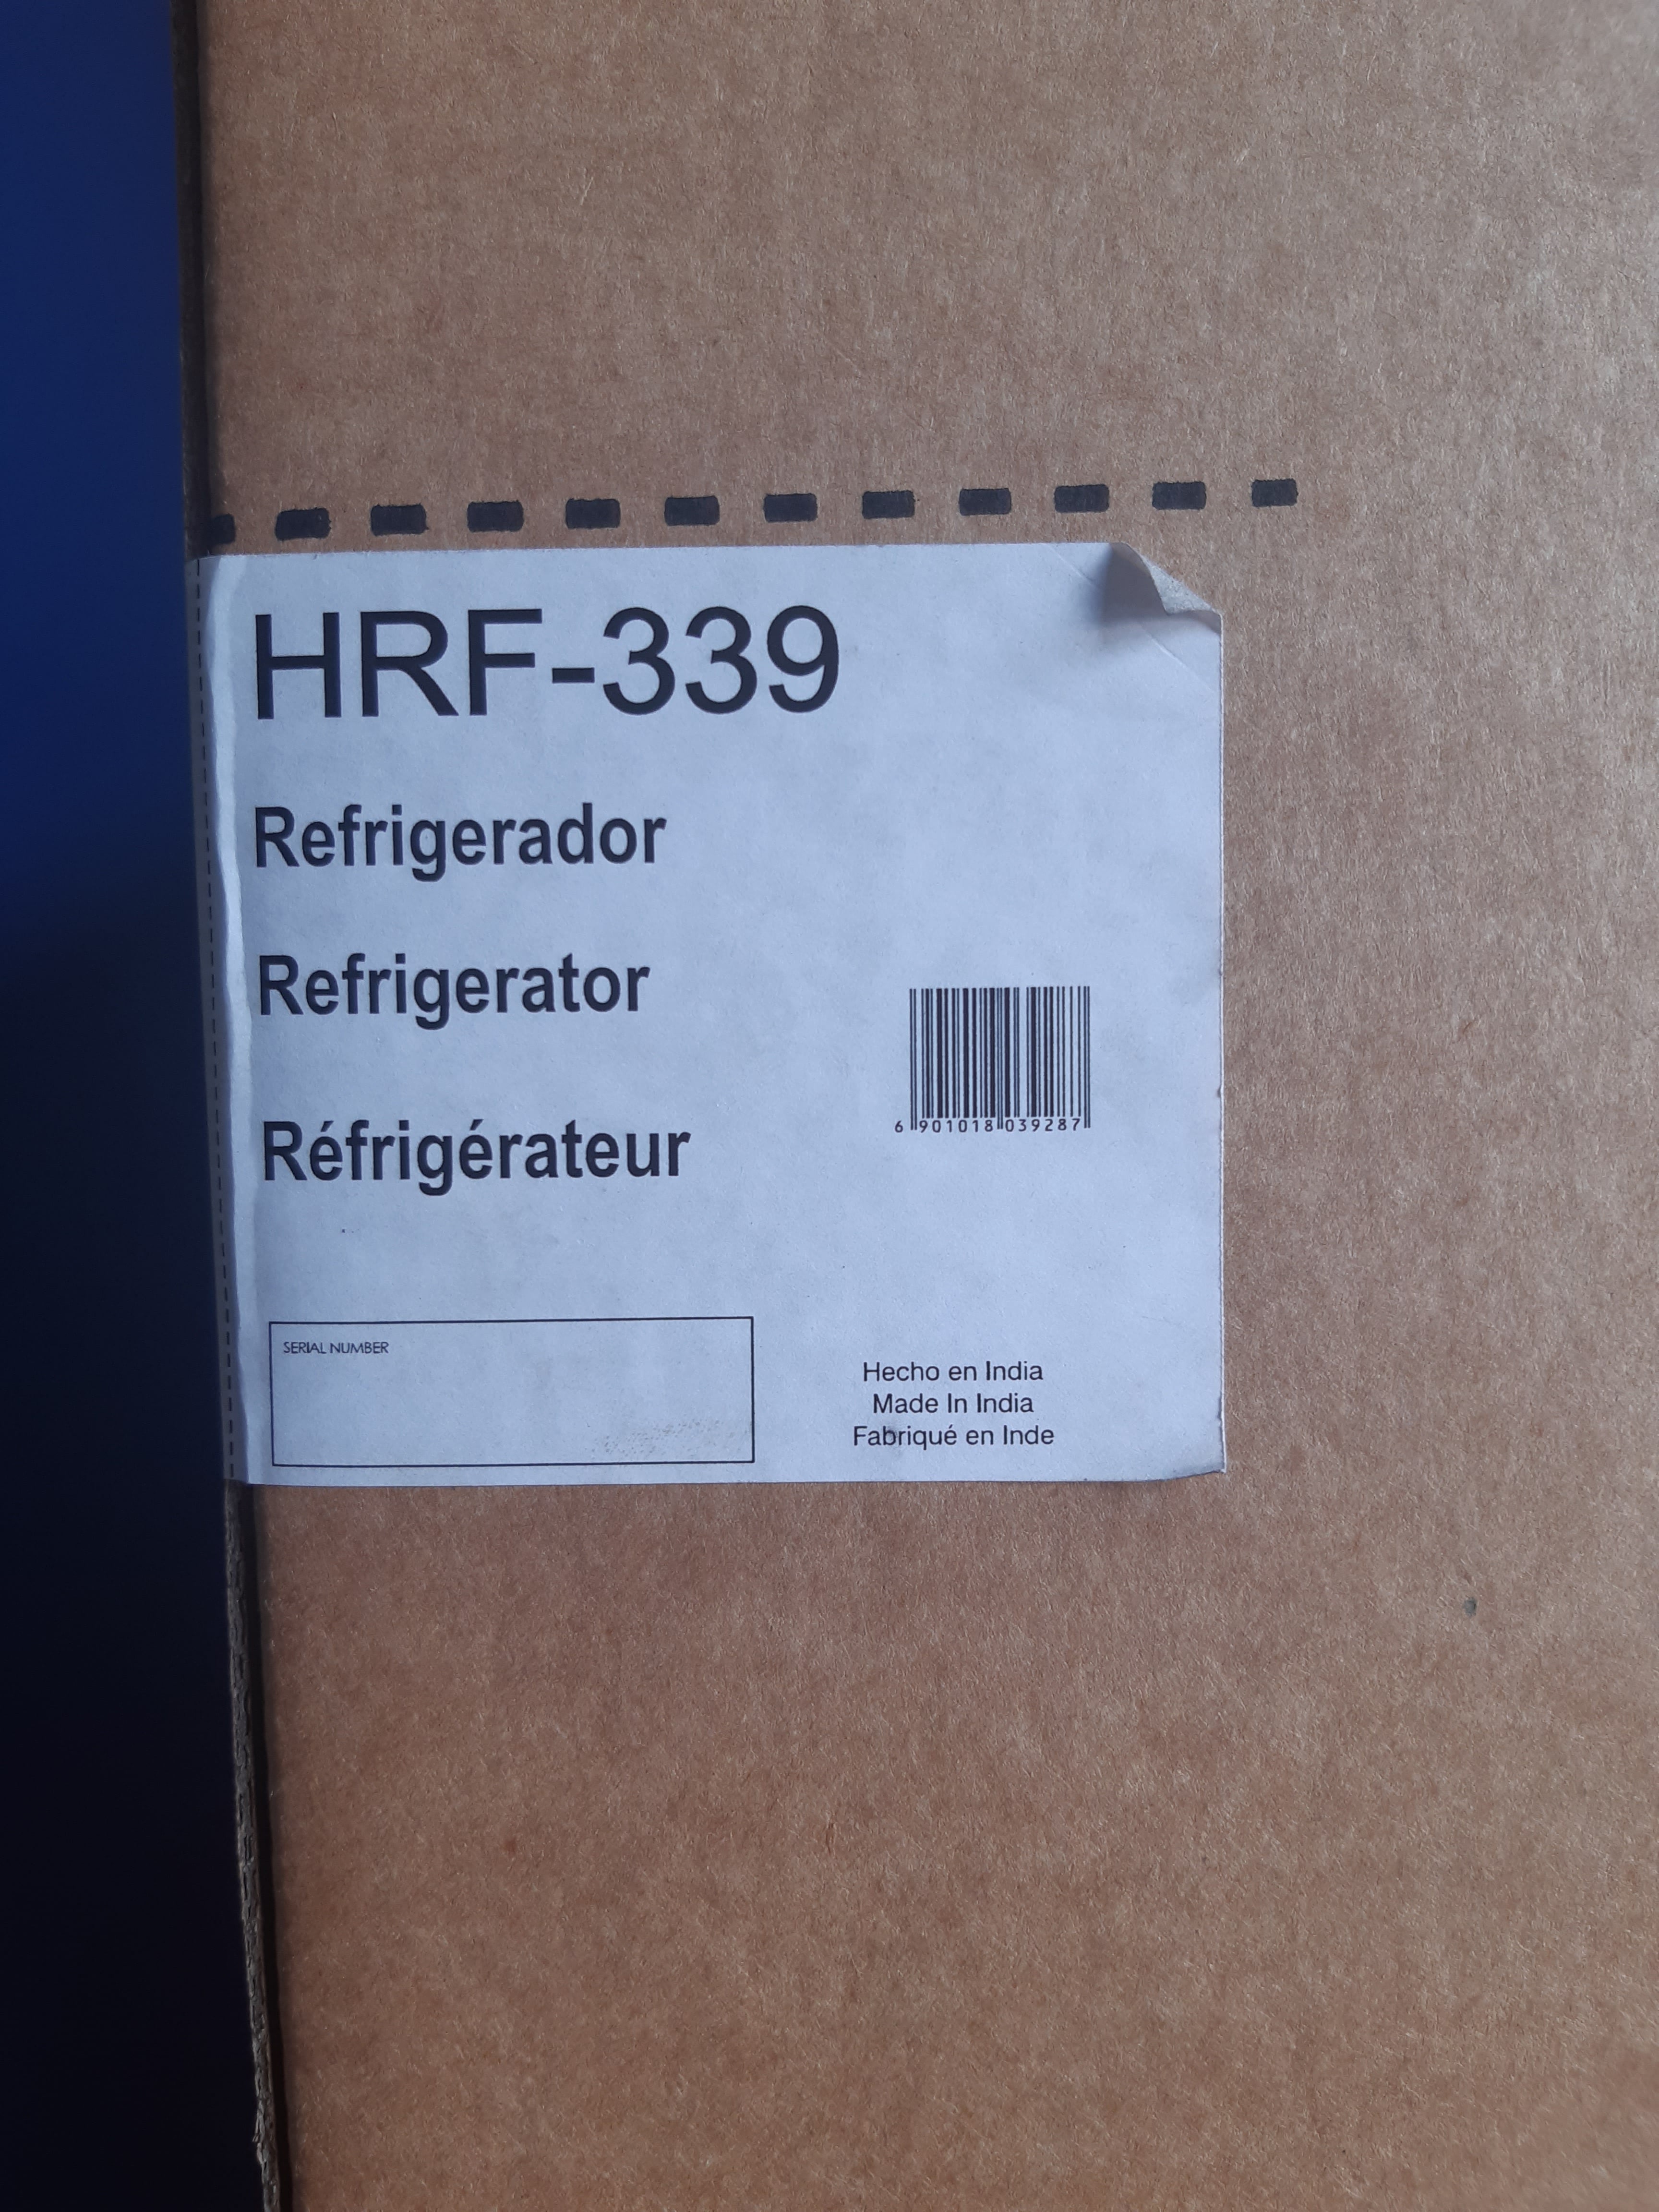 HRF-339
Refrigerador
Refrigerator
Réfrigérateur
6 901018 039287
SERIAL NUMBER
Hecho en India
Made In India
Fabriqué en Inde